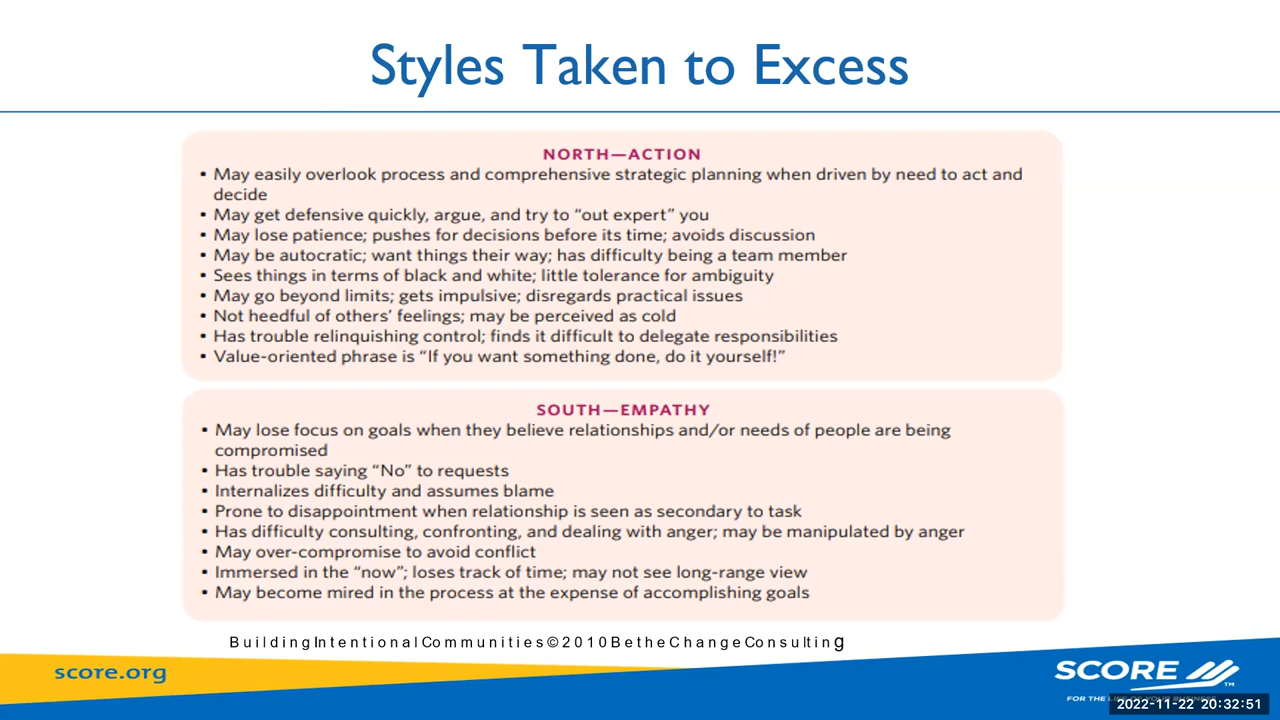 Styles Taken to Excess
NORTH—ACTION
• May easily overlook process and comprehensive strategic planning when driven by need to act and
decide
• May get defensive quickly, argue, and try to “out expert” you
• May lose patience; pushes for decisions before its time; avoids discussion
• May be autocratic; want things their way; has difficulty being a team member
• Sees things in terms of black and white; little tolerance for ambiguity
• May go beyond limits; gets impulsive; disregards practical issues
• Not heedful of others’ feelings; may be perceived as cold
• Has trouble relinquishing control; finds it difficult to delegate responsibilities
• Value-oriented phrase is “If you want something done, do it yourself!”
SOUTH—EMPATHY
• May lose focus on goals when they believe relationships and/or needs of people are being
compromised
• Has trouble saying “No” to requests
• Internalizes difficulty and assumes blame
• Prone to disappointment when relationship is seen as secondary to task
• Has difficulty consulting, confronting, and dealing with anger; may be manipulated by anger
• May over-compromise to avoid conflict
• Immersed in the “now”; loses track of time; may not see long-range view
• May become mired in the process at the expense of accomplishing goals
Building Intentional Communities © 2010 Be the Change Consulting
score.org
SCORE ™
FOR THE LIFE OF YOUR BUSINESS
2022-11-22 20:32:51